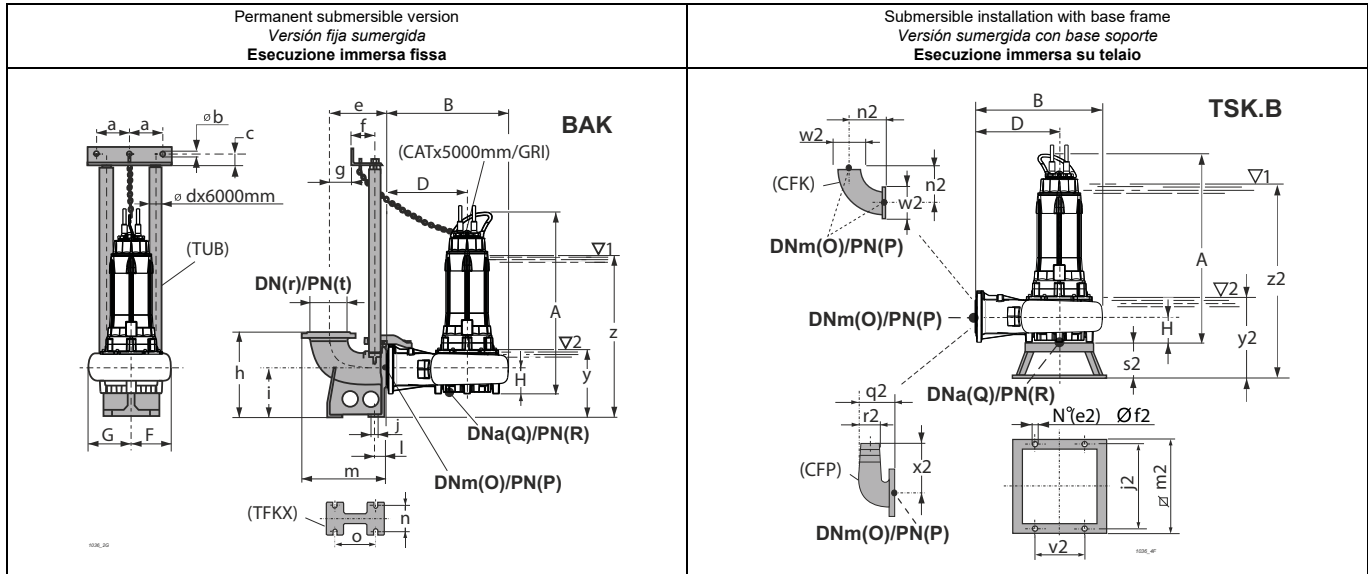 Permanent submersible version
Versión fija sumergida
Esecuzione immersa fissa
Submersible installation with base frame
Versión sumergida con base soporte
Esecuzione immersa su telaio
BAK
e
B
a
a
ø b
c
f
g
(CATx5000mm/GRI)
D
ø dx6000mm
(TUB)
DN(r)/PN(t)
▽1
A
z
▽2
h
i
H
y
j
l
DNa(Q)/PN(R)
G
F
m
DNm(O)/PN(P)
(TFKX)
n
o
1036_2G
TSK.B
B
D
n2
w2
(CFK)
n2
w2
DNm(O)/PN(P)
▽1
A
z2
▽2
DNm(O)/PN(P)
H
y2
s2
DNa(Q)/PN(R)
q2
r2
N°(e2) Ø f2
(CFP)
x2
j2
Ø m2
DNm(O)/PN(P)
v2
1036_4F